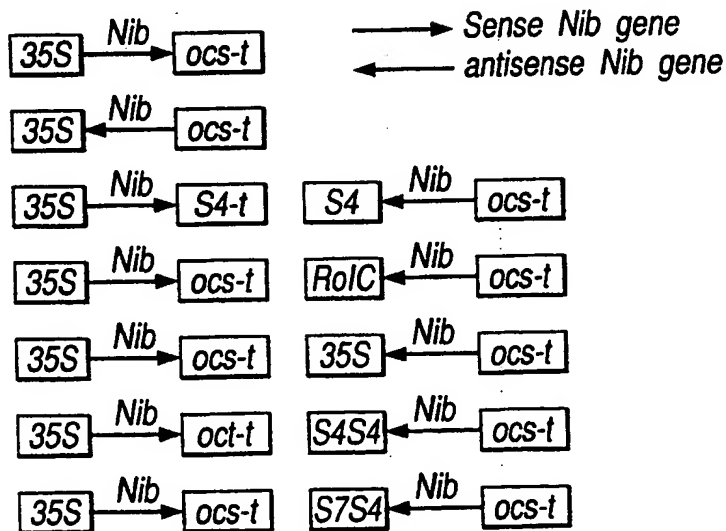 35S Nib ocs-t Sense Nib gene
antisense Nib gene
35S Nib ocs-t
35S Nib S4-t S4 Nib ocs-t
35S Nib ocs-t RolC Nib ocs-t
35S Nib ocs-t 35S Nib ocs-t
35S Nib oct-t S4S4 Nib ocs-t
35S Nib ocs-t S7S4 Nib ocs-t